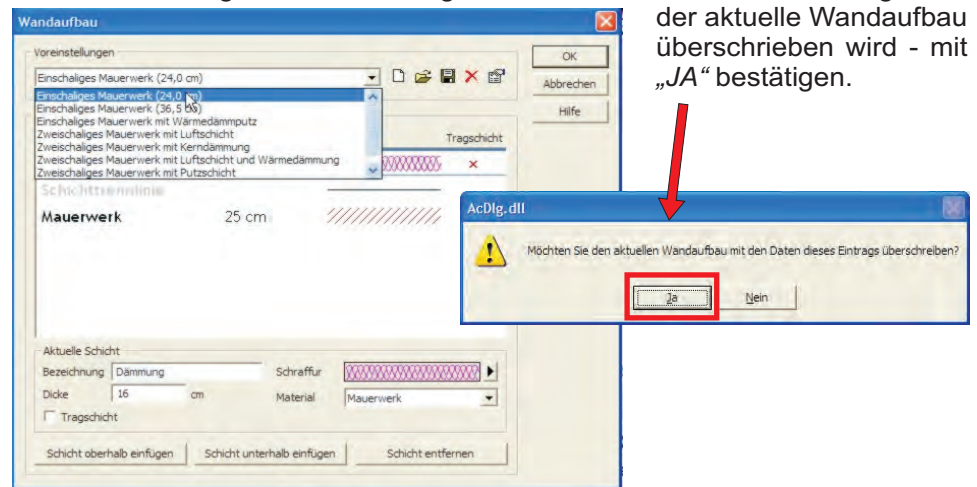 der aktuelle Wandaufbau
überschrieben wird - mit
„JA“ bestätigen.
Wandaufbau
Voreinstellungen
Einschaliges Mauerwerk (24,0 cm)
Einschaliges Mauerwerk (24,0 cm)
Einschaliges Mauerwerk (36,5 cm)
Einschaliges Mauerwerk mit Wärmedämmputz
Zweischaliges Mauerwerk mit Luftschicht
Zweischaliges Mauerwerk mit Kerndämmung
Zweischaliges Mauerwerk mit Luftschicht und Wärmedämmung
Zweischaliges Mauerwerk mit Putzschicht
OK
Abbrechen
Hilfe
Tragschicht
Schichttrennlinie
Mauerwerk 25 cm
AcDlg.dll
Möchten Sie den aktuellen Wandaufbau mit den Daten dieses Eintrags überschreiben?
Ja Nein
Aktuelle Schicht
Bezeichnung Dämmung Schraffur
Dicke 16 cm Material Mauerwerk
Tragschicht
Schicht oberhalb einfügen Schicht unterhalb einfügen Schicht entfernen